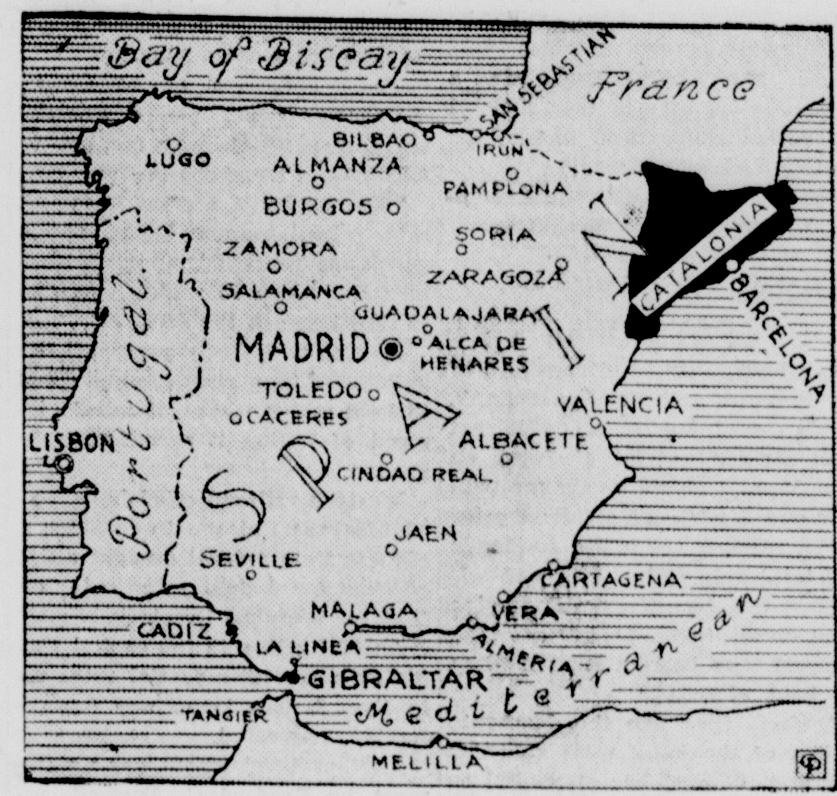 Bay of Biscay
France
SAN SEBASTIAN
BILBAO
IRUN
LUGO
ALMANZA
PAMPLONA
BURGOS
SORIA
ZAMORA
ZARAGOZA
CATALONIA
SALAMANCA
GUADALAJARA
BARCELONA
MADRID
ALCA DE
HENARES
TOLEDO
CACERES
VALENCIA
LISBON
ALBACETE
CINDAD REAL
Portugal.
SPAIN
JAEN
SEVILLE
CARTAGENA
MALAGA
VERA
CADIZ
LA LINEA
ALMERIA
GIBRALTAR
Mediterranean
TANGIER
MELILLA
CP